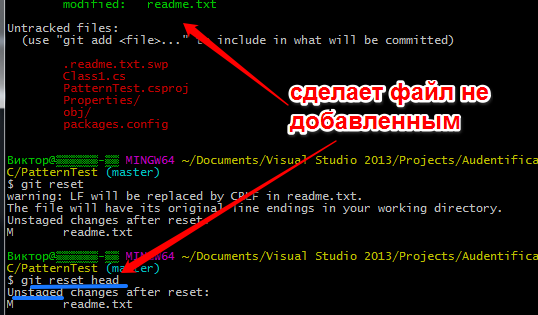 modified:   readme.txt
Untracked files:
(use "git add <file>..." to include in what will be committed)
.readme.txt.swp
Class1.cs
PatternTest.csproj
Properties/
obj/
packages.config
сделает файл не
добавленным
Виктор@▒▒▒▒▒▒-▒▒ MINGW64 ~/Documents/Visual Studio 2013/Projects/Audentifica
C/PatternTest (master)
$ git reset
warning: LF will be replaced by CRLF in readme.txt.
The file will have its original line endings in your working directory.
Unstaged changes after reset:
M       readme.txt
Виктор@▒▒▒▒▒▒-▒▒ MINGW64 ~/Documents/Visual Studio 2013/Projects/Audentifica
C/PatternTest (master)
$ git reset head
Unstaged changes after reset:
M       readme.txt